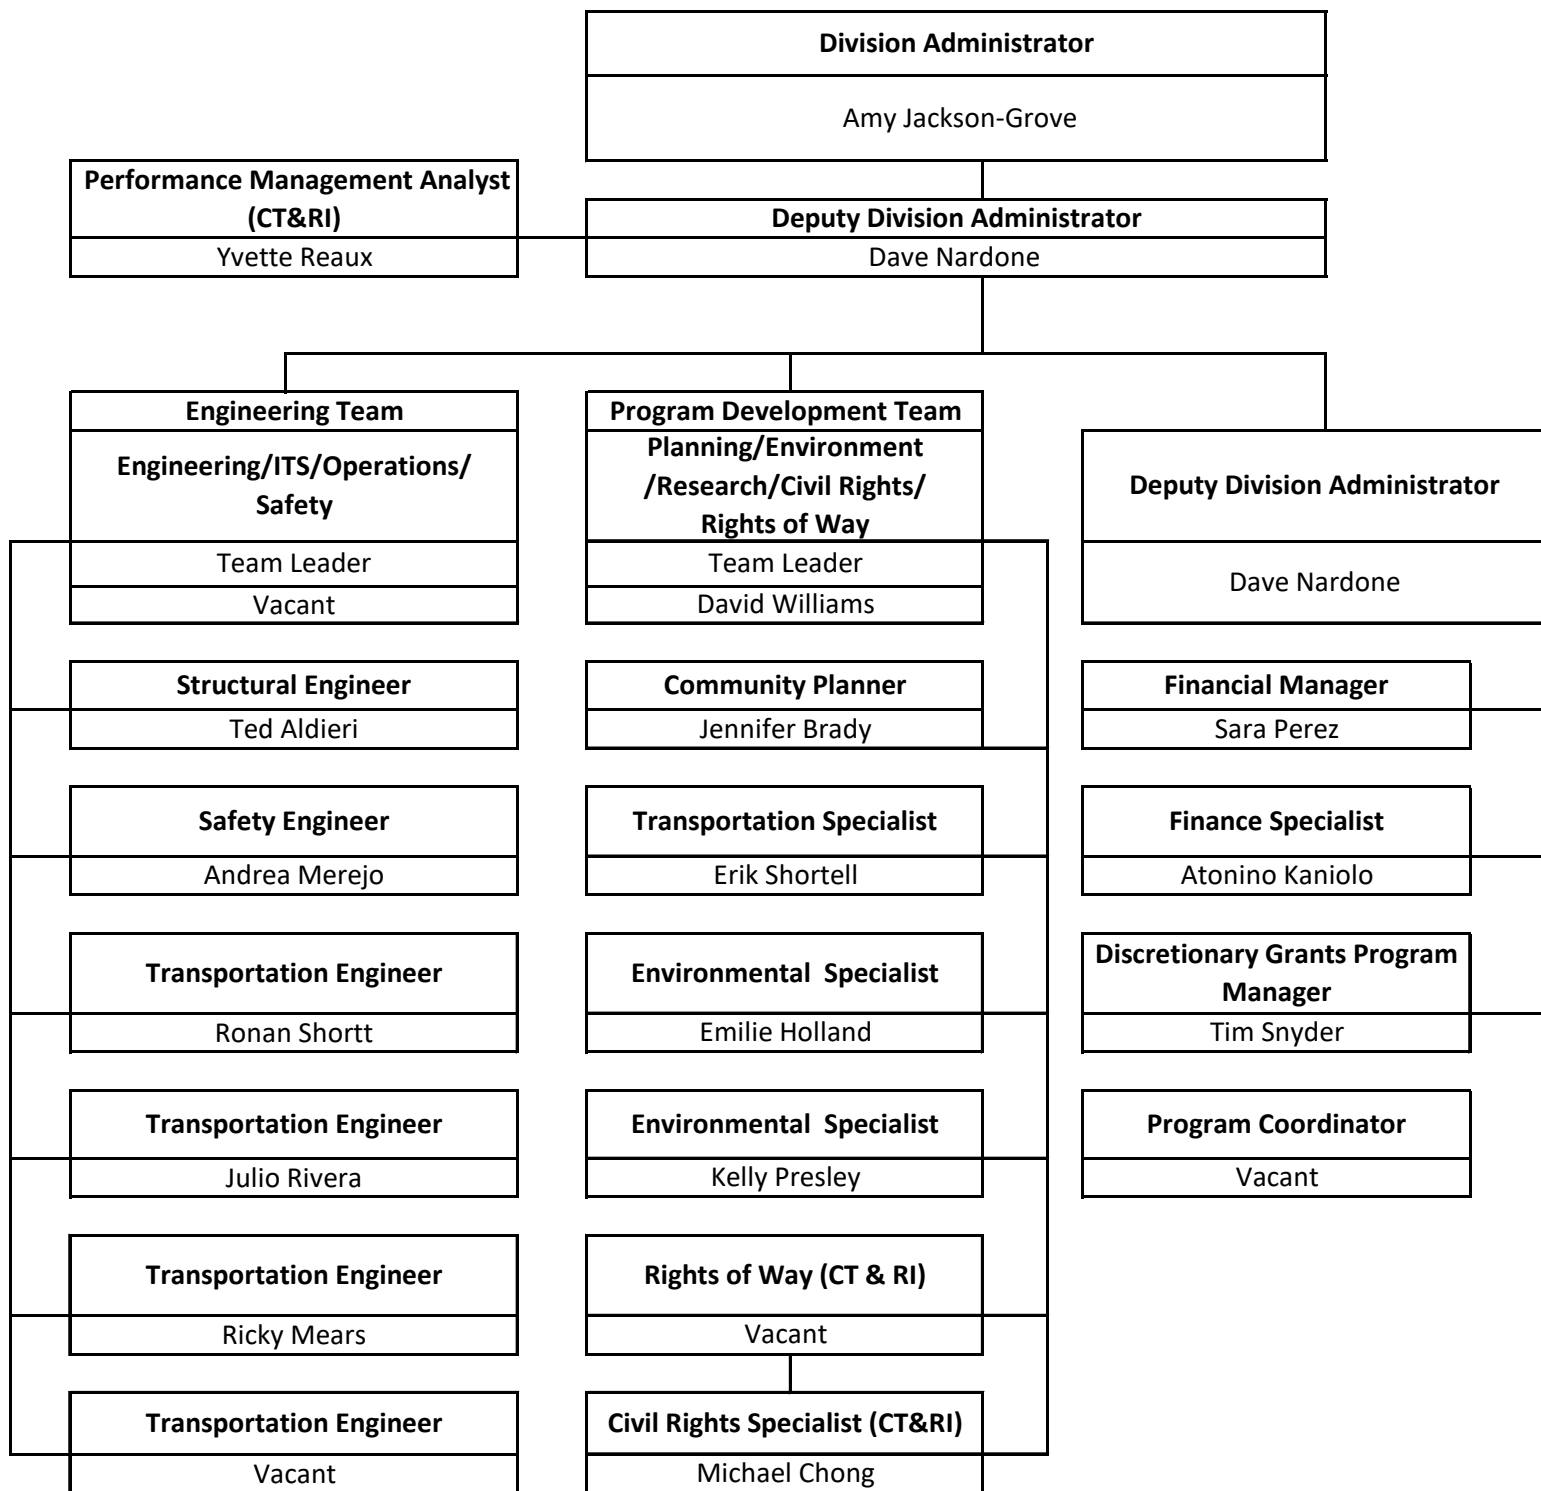 Division Administrator
Amy Jackson-Grove
Performance Management Analyst
(CT&RI)
Yvette Reaux
Deputy Division Administrator
Dave Nardone
Engineering Team
Engineering/ITS/Operations/
Safety
Team Leader
Vacant
Structural Engineer
Ted Aldieri
Safety Engineer
Andrea Merejo
Transportation Engineer
Ronan Shortt
Transportation Engineer
Julio Rivera
Transportation Engineer
Ricky Mears
Transportation Engineer
Vacant
Program Development Team
Planning/Environment
/Research/Civil Rights/
Rights of Way
Team Leader
David Williams
Community Planner
Jennifer Brady
Transportation Specialist
Erik Shortell
Environmental  Specialist
Emilie Holland
Environmental  Specialist
Kelly Presley
Rights of Way (CT & RI)
Vacant
Civil Rights Specialist (CT&RI)
Michael Chong
Deputy Division Administrator
Dave Nardone
Financial Manager
Sara Perez
Finance Specialist
Atonino Kaniolo
Discretionary Grants Program
Manager
Tim Snyder
Program Coordinator
Vacant